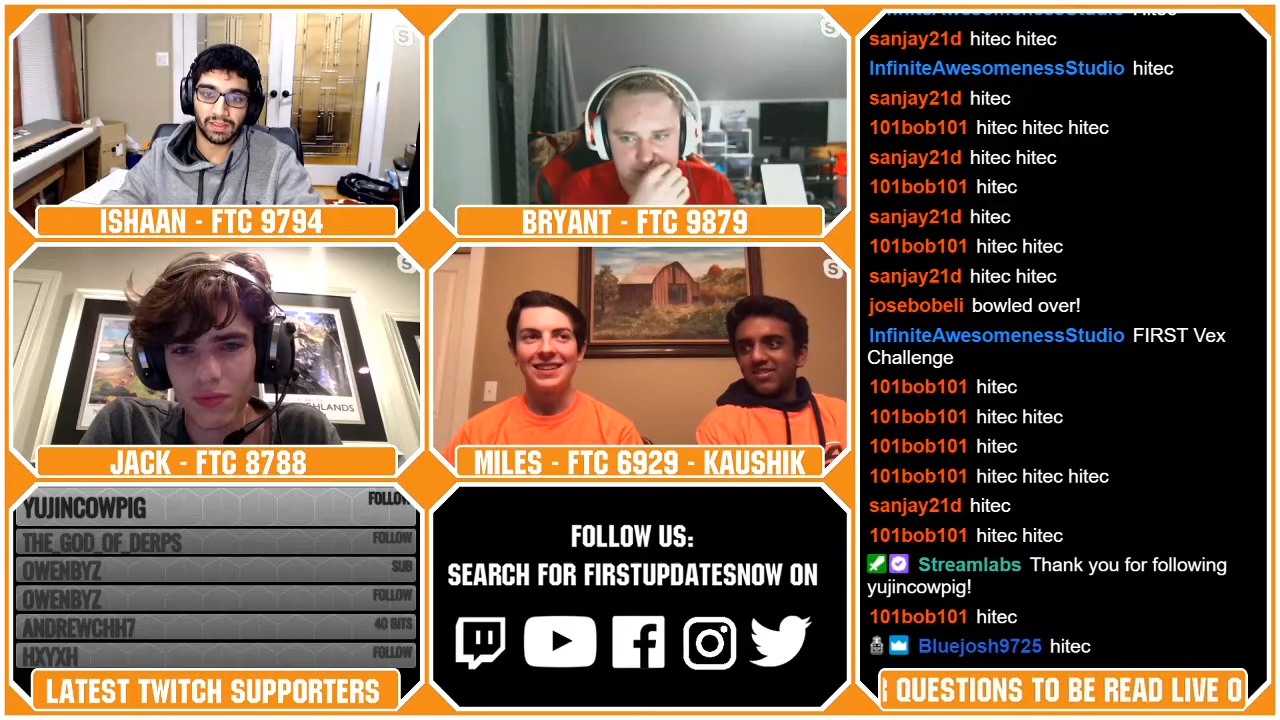 ISHAAN - FTC 9794
BRYANT - FTC 9879
JACK - FTC 8788
HLANDS
MILES - FTC 6929 - KAUSHIK
YUJINCOWPIG FOLLOW
THE_GOD_OF_DERPS FOLLOW
OWENBYZ SUB
OWENBYZ FOLLOW
ANDREWCHH7 40 BITS
HXYXH FOLLOW
LATEST TWITCH SUPPORTERS
FOLLOW US:
SEARCH FOR FIRSTUPDATESNOW ON
InfiniteAwesomenessStudio hitec
sanjay21d hitec hitec
InfiniteAwesomenessStudio hitec
sanjay21d hitec
101bob101 hitec hitec hitec
sanjay21d hitec hitec
101bob101 hitec
sanjay21d hitec
101bob101 hitec hitec
sanjay21d hitec hitec
josebobeli bowled over!
InfiniteAwesomenessStudio FIRST Vex
Challenge
101bob101 hitec
101bob101 hitec hitec
101bob101 hitec
101bob101 hitec hitec hitec
sanjay21d hitec
101bob101 hitec hitec
Streamlabs Thank you for following
yujincowpig!
101bob101 hitec
Bluejosh9725 hitec
QUESTIONS TO BE READ LIVE O